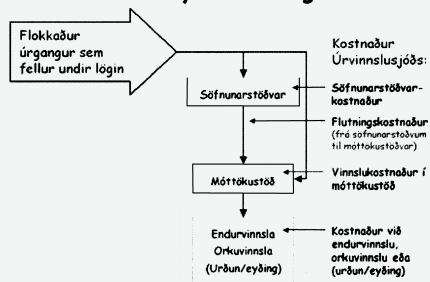 Flokkaður
úrgangur sem
fellur undir lögin
Kostnaður
Úrvinnslusjóðs:
Söfnunarstöðvar
Söfnunarstöðvar-
kostnaður
Flutningskostnaður
(frá söfnunarstöðvum
til móttökustöðvar)
Móttökustöð
Vinnslukostnaður í
móttökustöð
Endurvinnsla
Orkuvinnsla
(Urðun/eyðing)
Kostnaður við
endurvinnslu,
orkuvinnslu eða
(urðun/eyðing)